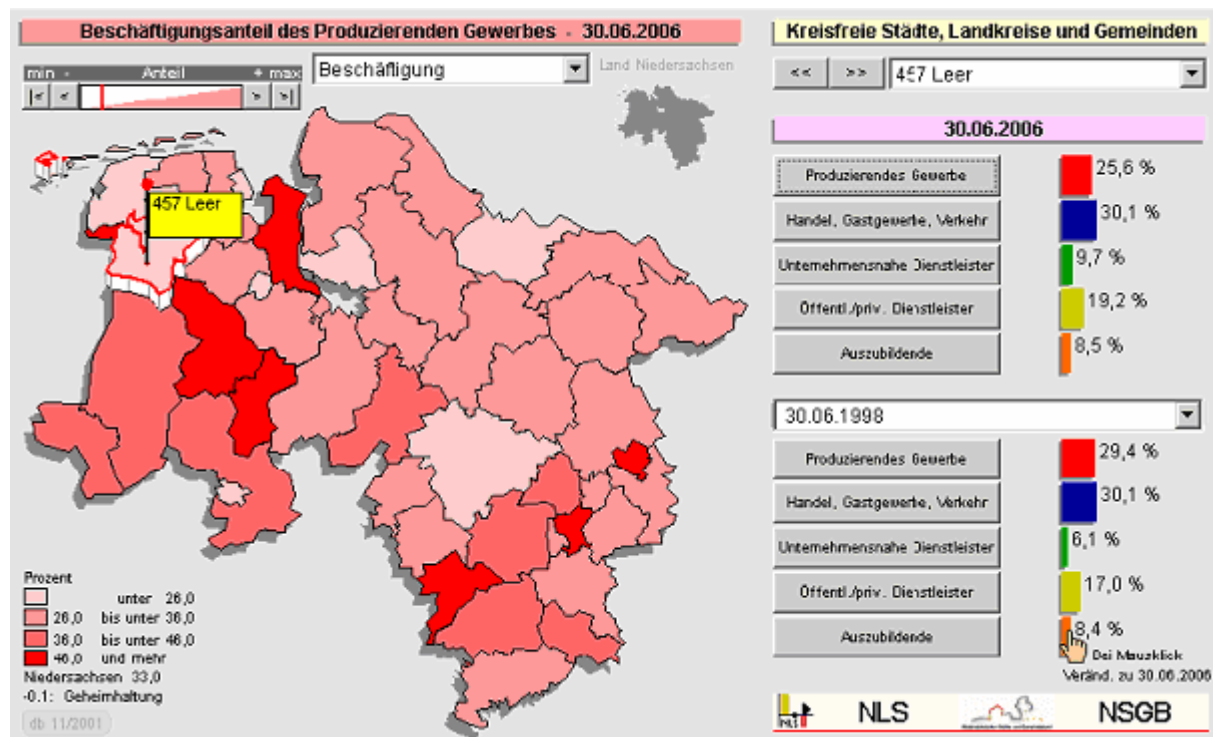 Beschäftigungsanteil des Produzierenden Gewerbes - 30.06.2006
min - Anteil + max
|< < > >|
Beschäftigung
Land Niedersachsen
457 Leer
Prozent
unter 26,0
26,0 bis unter 36,0
36,0 bis unter 46,0
46,0 und mehr
Niedersachsen 33,0
-0.1: Geheimhaltung
db 11/2001
Kreisfreie Städte, Landkreise und Gemeinden
<< >> 457 Leer
30.06.2006
Produzierendes Gewerbe 25,6 %
Handel, Gastgewerbe, Verkehr 30,1 %
Unternehmensnahe Dienstleister 9,7 %
Öffentl./priv. Dienstleister 19,2 %
Auszubildende 8,5 %
30.06.1998
Produzierendes Gewerbe 29,4 %
Handel, Gastgewerbe, Verkehr 30,1 %
Unternehmensnahe Dienstleister 6,1 %
Öffentl./priv. Dienstleister 17,0 %
Auszubildende 8,4 %
Bei Mausklick
Veränd. zu 30.06.2006
NLS NLS NSGB